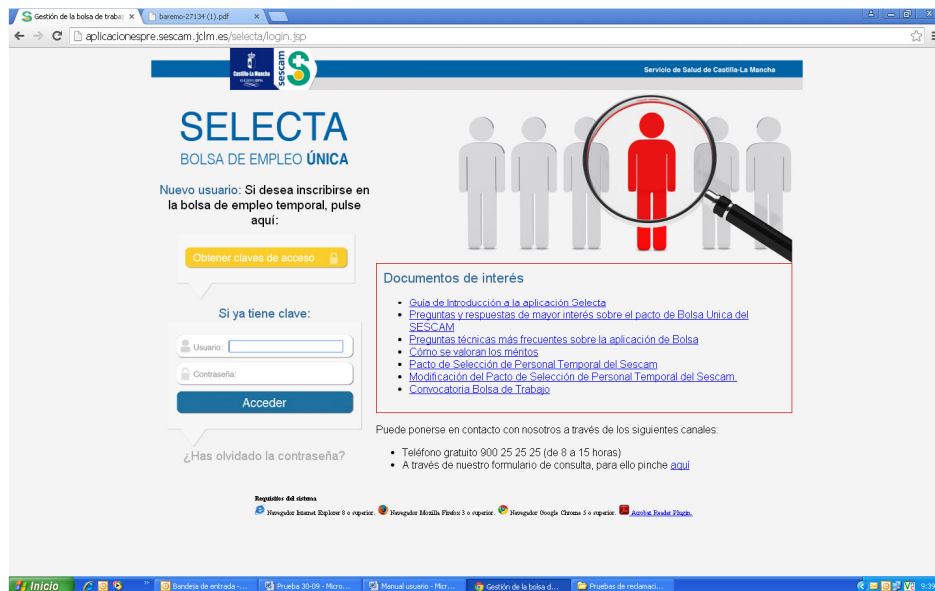 Gestión de la bolsa de traba
baremo-27134 (1).pdf
aplicacionespre.sescam.jclm.es/selecta/login.jsp
Castilla-La Mancha
sescam
Servicio de Salud de Castilla-La Mancha
SELECTA
BOLSA DE EMPLEO ÚNICA
Nuevo usuario: Si desea inscribirse en
la bolsa de empleo temporal, pulse
aquí:
Obtener claves de acceso
Si ya tiene clave:
Usuario:
Contraseña:
Acceder
¿Has olvidado la contraseña?
Documentos de interés
Guía de Introducción a la aplicación Selecta
Preguntas y respuestas de mayor interés sobre el pacto de Bolsa Unica del
SESCAM
Preguntas técnicas más frecuentes sobre la aplicación de Bolsa
Cómo se valoran los méritos
Pacto de Selección de Personal Temporal del Sescam
Modificación del Pacto de Selección de Personal Temporal del Sescam.
Convocatoria Bolsa de Trabajo
Puede ponerse en contacto con nosotros a través de los siguientes canales:
Teléfono gratuito 900 25 25 25 (de 8 a 15 horas)
A través de nuestro formulario de consulta, para ello pinche aquí
Requisitos del sistema
Navegador Internet Explorer 8 o superior. Navegador Mozilla Firefox 3 o superior. Navegador Google Chrome 5 o superior. Acrobat Reader Plugin.
Inicio
Bandeja de entrada -...
Prueba 30-09 - Micro...
Manual usuario - Micr...
Gestión de la bolsa d...
Pruebas de reclamaci...
9:39